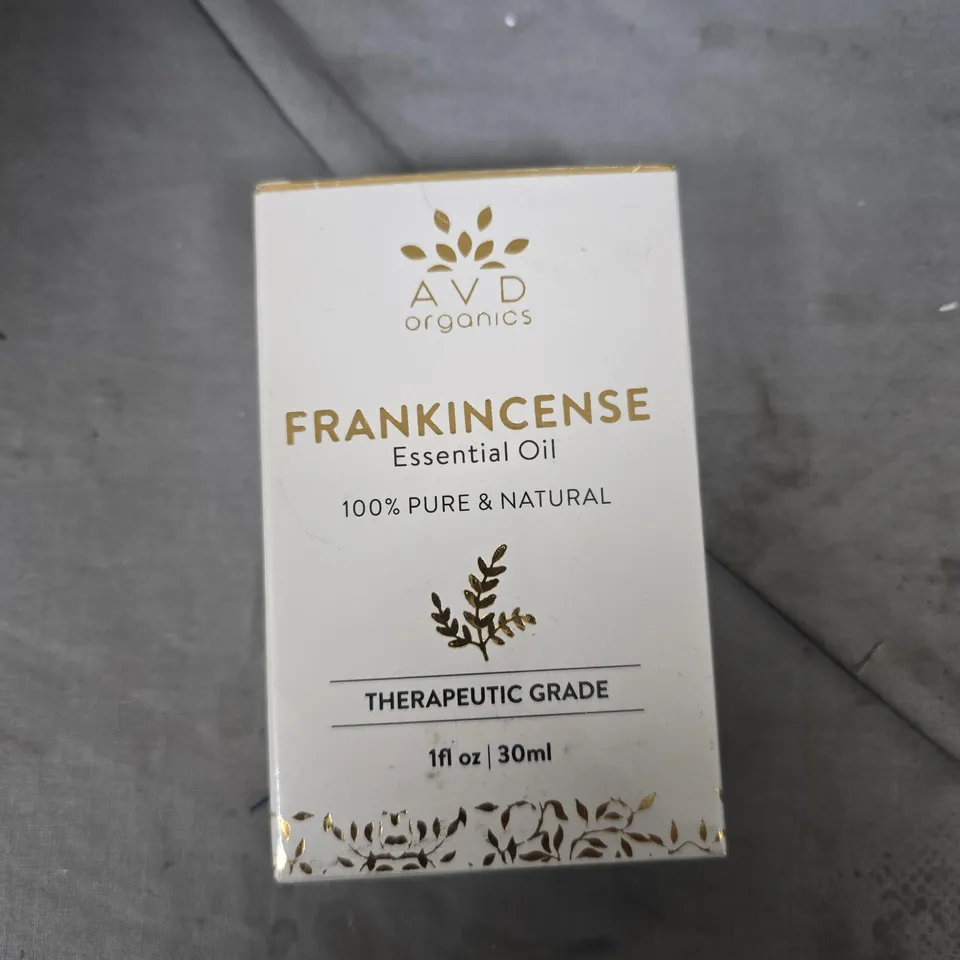 AVD
organics
FRANKINCENSE
Essential Oil
100% PURE & NATURAL
THERAPEUTIC GRADE
1fl oz | 30ml